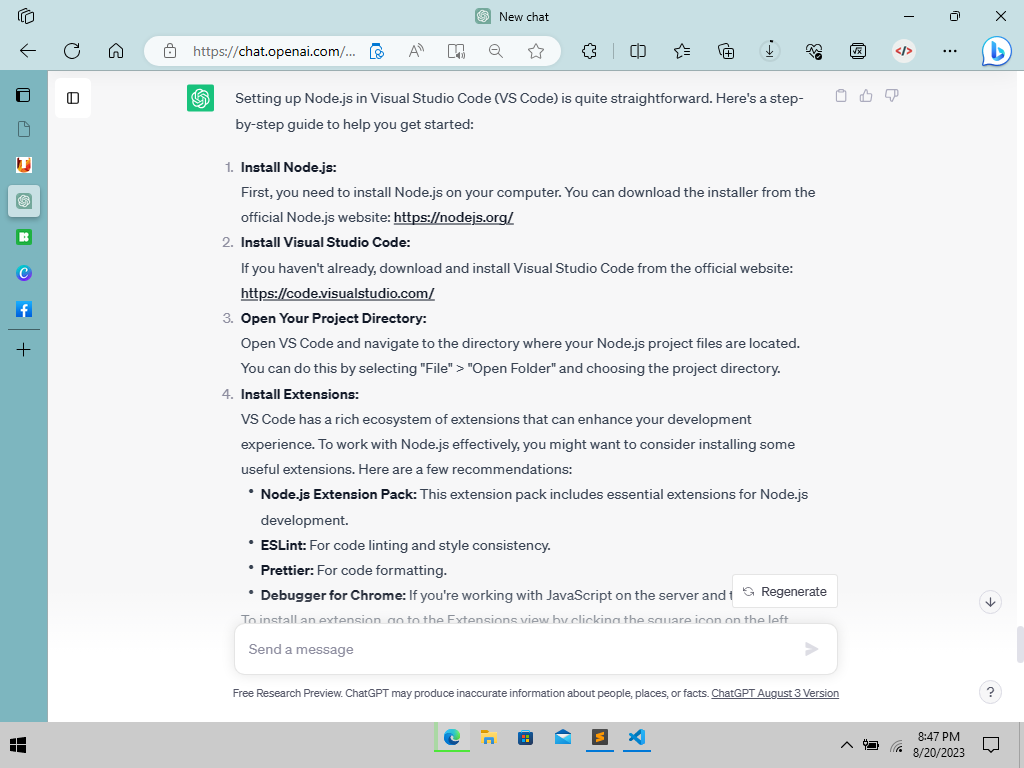 New chat
https://chat.openai.com/...
Setting up Node.js in Visual Studio Code (VS Code) is quite straightforward. Here's a step-
by-step guide to help you get started:
1. Install Node.js:
First, you need to install Node.js on your computer. You can download the installer from the
official Node.js website: https://nodejs.org/
2. Install Visual Studio Code:
If you haven't already, download and install Visual Studio Code from the official website:
https://code.visualstudio.com/
3. Open Your Project Directory:
Open VS Code and navigate to the directory where your Node.js project files are located.
You can do this by selecting "File" > "Open Folder" and choosing the project directory.
4. Install Extensions:
VS Code has a rich ecosystem of extensions that can enhance your development
experience. To work with Node.js effectively, you might want to consider installing some
useful extensions. Here are a few recommendations:
• Node.js Extension Pack: This extension pack includes essential extensions for Node.js
development.
• ESLint: For code linting and style consistency.
• Prettier: For code formatting.
• Debugger for Chrome: If you're working with JavaScript on the server and
Regenerate
To install an extension, go to the Extensions view by clicking the square icon on the left
Send a message
Free Research Preview. ChatGPT may produce inaccurate information about people, places, or facts. ChatGPT August 3 Version
?
8:47 PM
8/20/2023